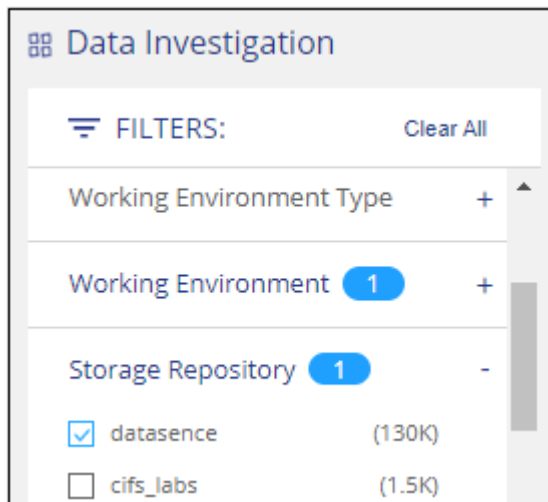 Data Investigation
FILTERS: Clear All
Working Environment Type +
Working Environment 1 +
Storage Repository 1 -
datasence (130K)
cifs_labs (1.5K)